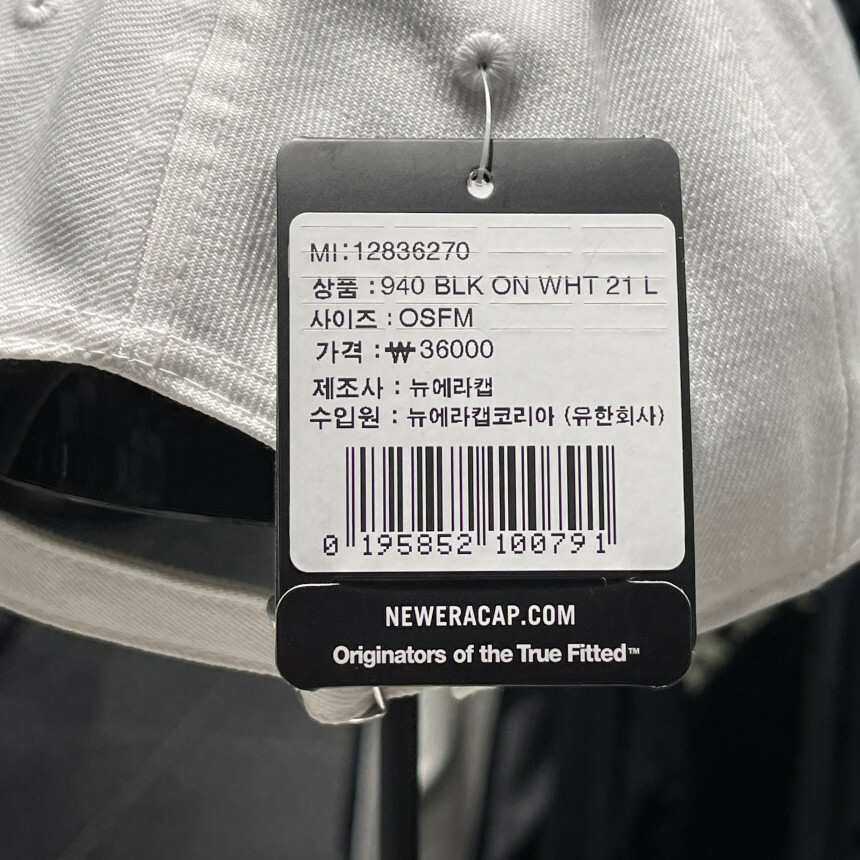 MI:12836270
상품 :940 BLK ON WHT 21 L
사이즈 :OSFM
가격 :₩36000
제조사 : 뉴에라캡
수입원 : 뉴에라캡코리아 (유한회사)
0 195852 100791
NEWERACAP.COM
Originators of the True Fitted™